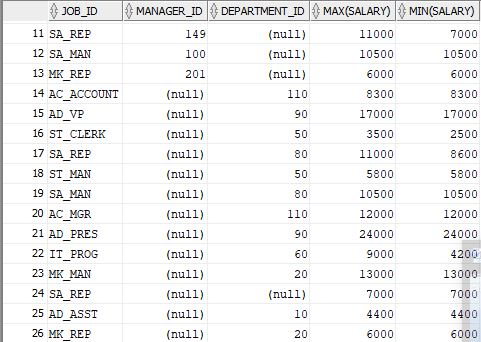 JOB_ID MANAGER_ID DEPARTMENT_ID MAX(SALARY) MIN(SALARY)
11 SA_REP 149 (null) 11000 7000
12 SA_MAN 100 (null) 10500 10500
13 MK_REP 201 (null) 6000 6000
14 AC_ACCOUNT (null) 110 8300 8300
15 AD_VP (null) 90 17000 17000
16 ST_CLERK (null) 50 3500 2500
17 SA_REP (null) 80 11000 8600
18 ST_MAN (null) 50 5800 5800
19 SA_MAN (null) 80 10500 10500
20 AC_MGR (null) 110 12000 12000
21 AD_PRES (null) 90 24000 24000
22 IT_PROG (null) 60 9000 4200
23 MK_MAN (null) 20 13000 13000
24 SA_REP (null) (null) 7000 7000
25 AD_ASST (null) 10 4400 4400
26 MK_REP (null) 20 6000 6000